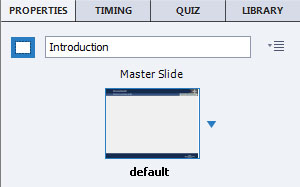 PROPERTIES TIMING QUIZ LIBRARY
Introduction
Master Slide
default